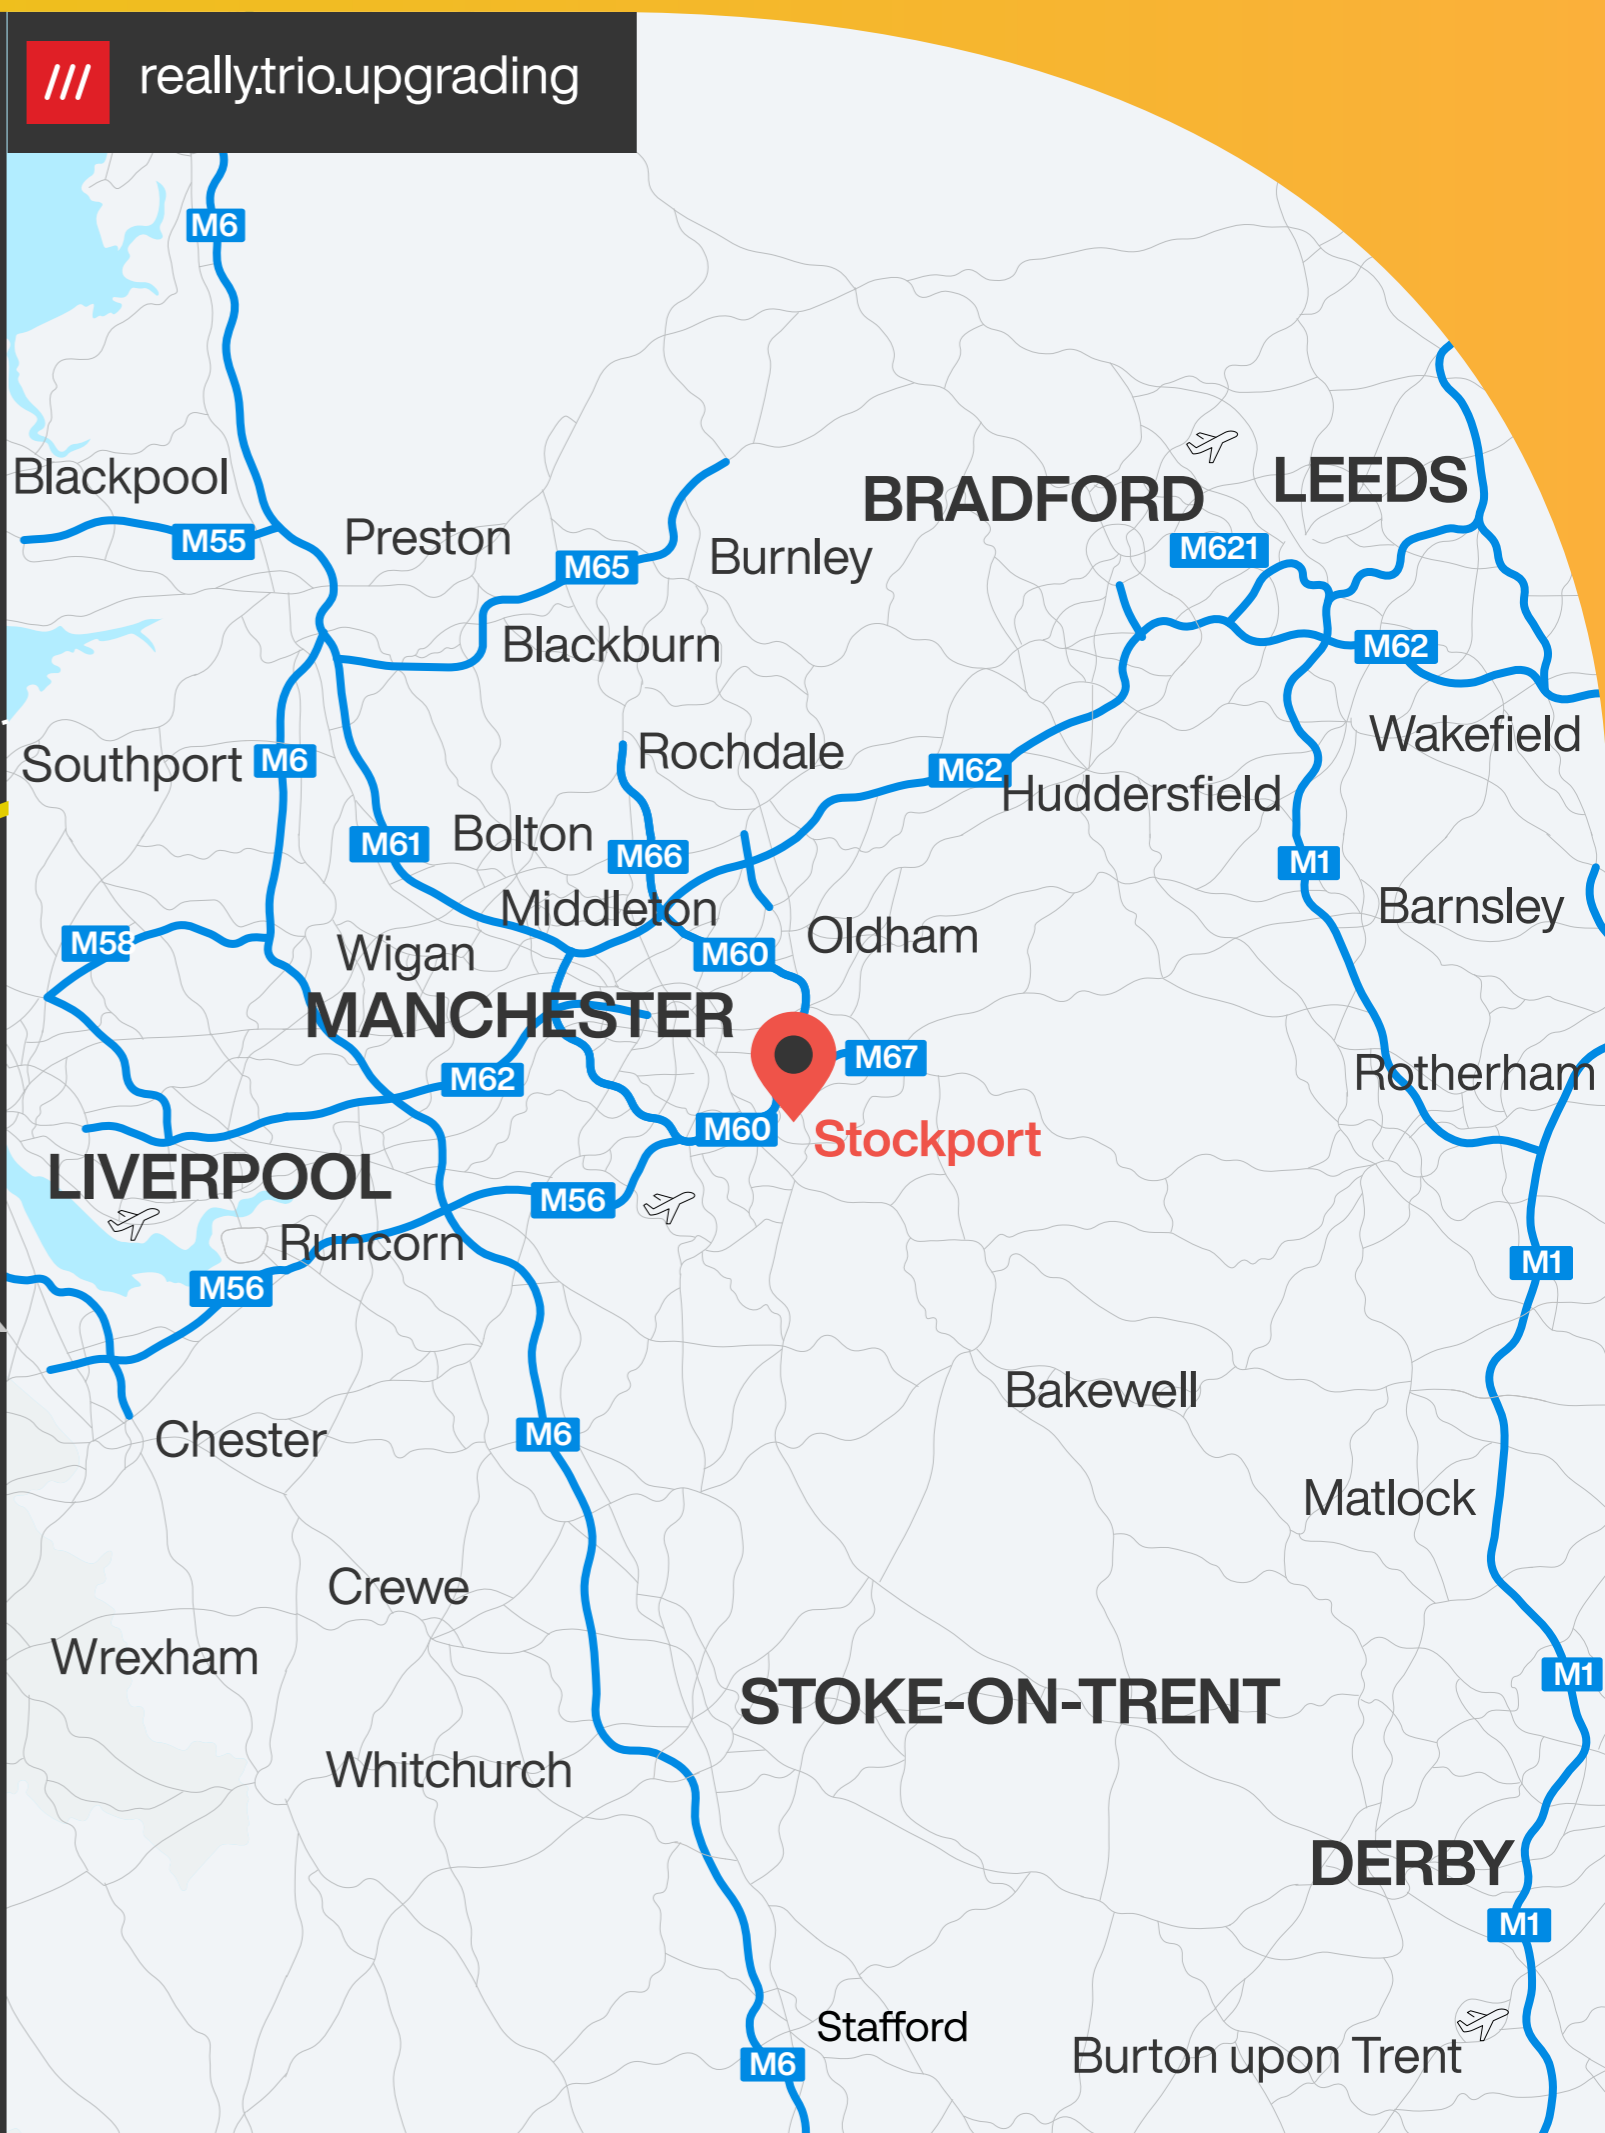 /// really.trio.upgrading
M6
Blackpool
BRADFORD
LEEDS
M55
Preston
M65
Burnley
M621
Blackburn
M62
Southport
M6
Rochdale
Wakefield
M62
Huddersfield
M61
Bolton
M66
M1
Middleton
Barnsley
M58
Wigan
M60
Oldham
MANCHESTER
M67
M62
Rotherham
M60
Stockport
LIVERPOOL
M56
Runcorn
M56
M1
Bakewell
Chester
M6
Matlock
Crewe
Wrexham
M1
STOKE-ON-TRENT
Whitchurch
DERBY
M1
Stafford
M6
Burton upon Trent